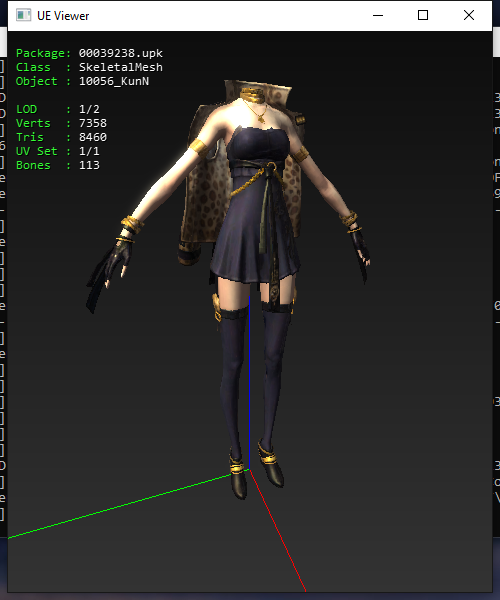 UE Viewer
Package: 00039238.upk
Class : SkeletalMesh
Object : 10056_KunN
LOD : 1/2
Verts : 7358
Tris : 8460
UV Set : 1/1
Bones : 113